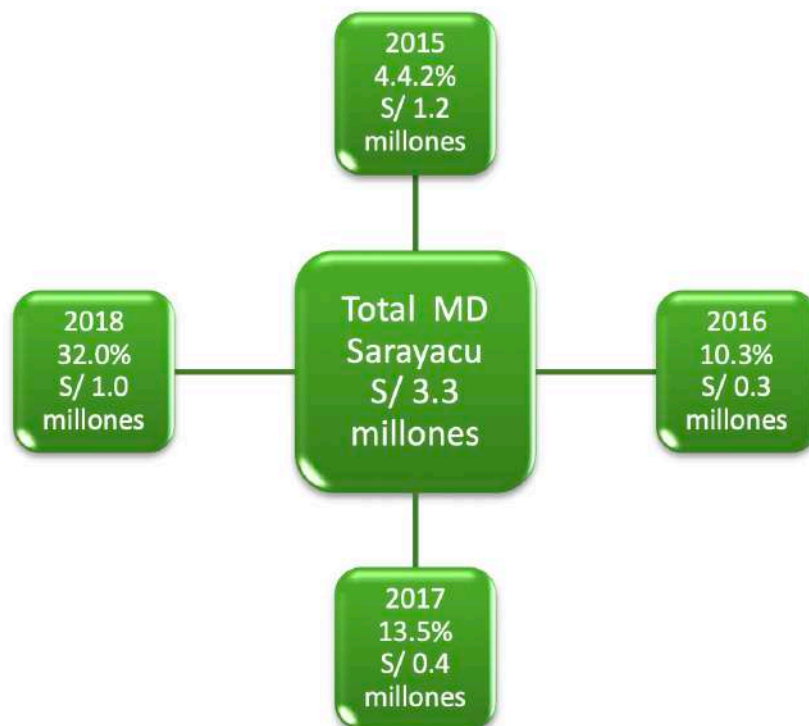 2015
4.4.2%
S/ 1.2
millones
2018
32.0%
S/ 1.0
millones
Total MD
Sarayacu
S/ 3.3
millones
2016
10.3%
S/ 0.3
millones
2017
13.5%
S/ 0.4
millones